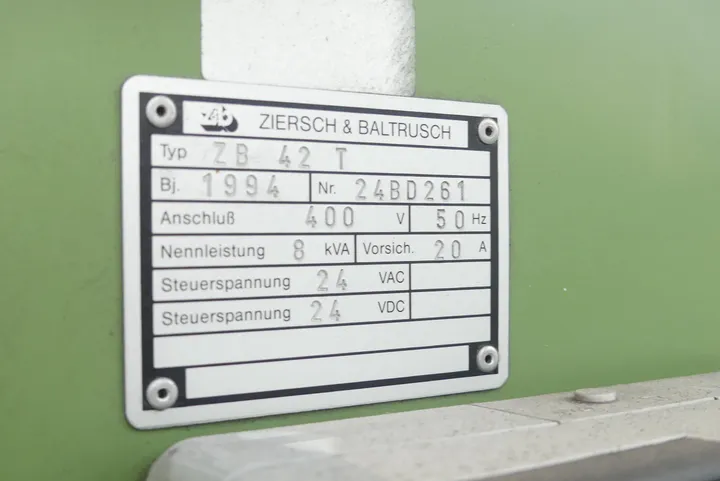 ZIERSCH & BALTRUSCH
Typ ZB 42 T
Bj. 1994 Nr. 24BD261
Anschluß 400 V 50 Hz
Nennleistung 8 kVA Vorsich. 20 A
Steuerspannung 24 VAC
Steuerspannung 24 VDC